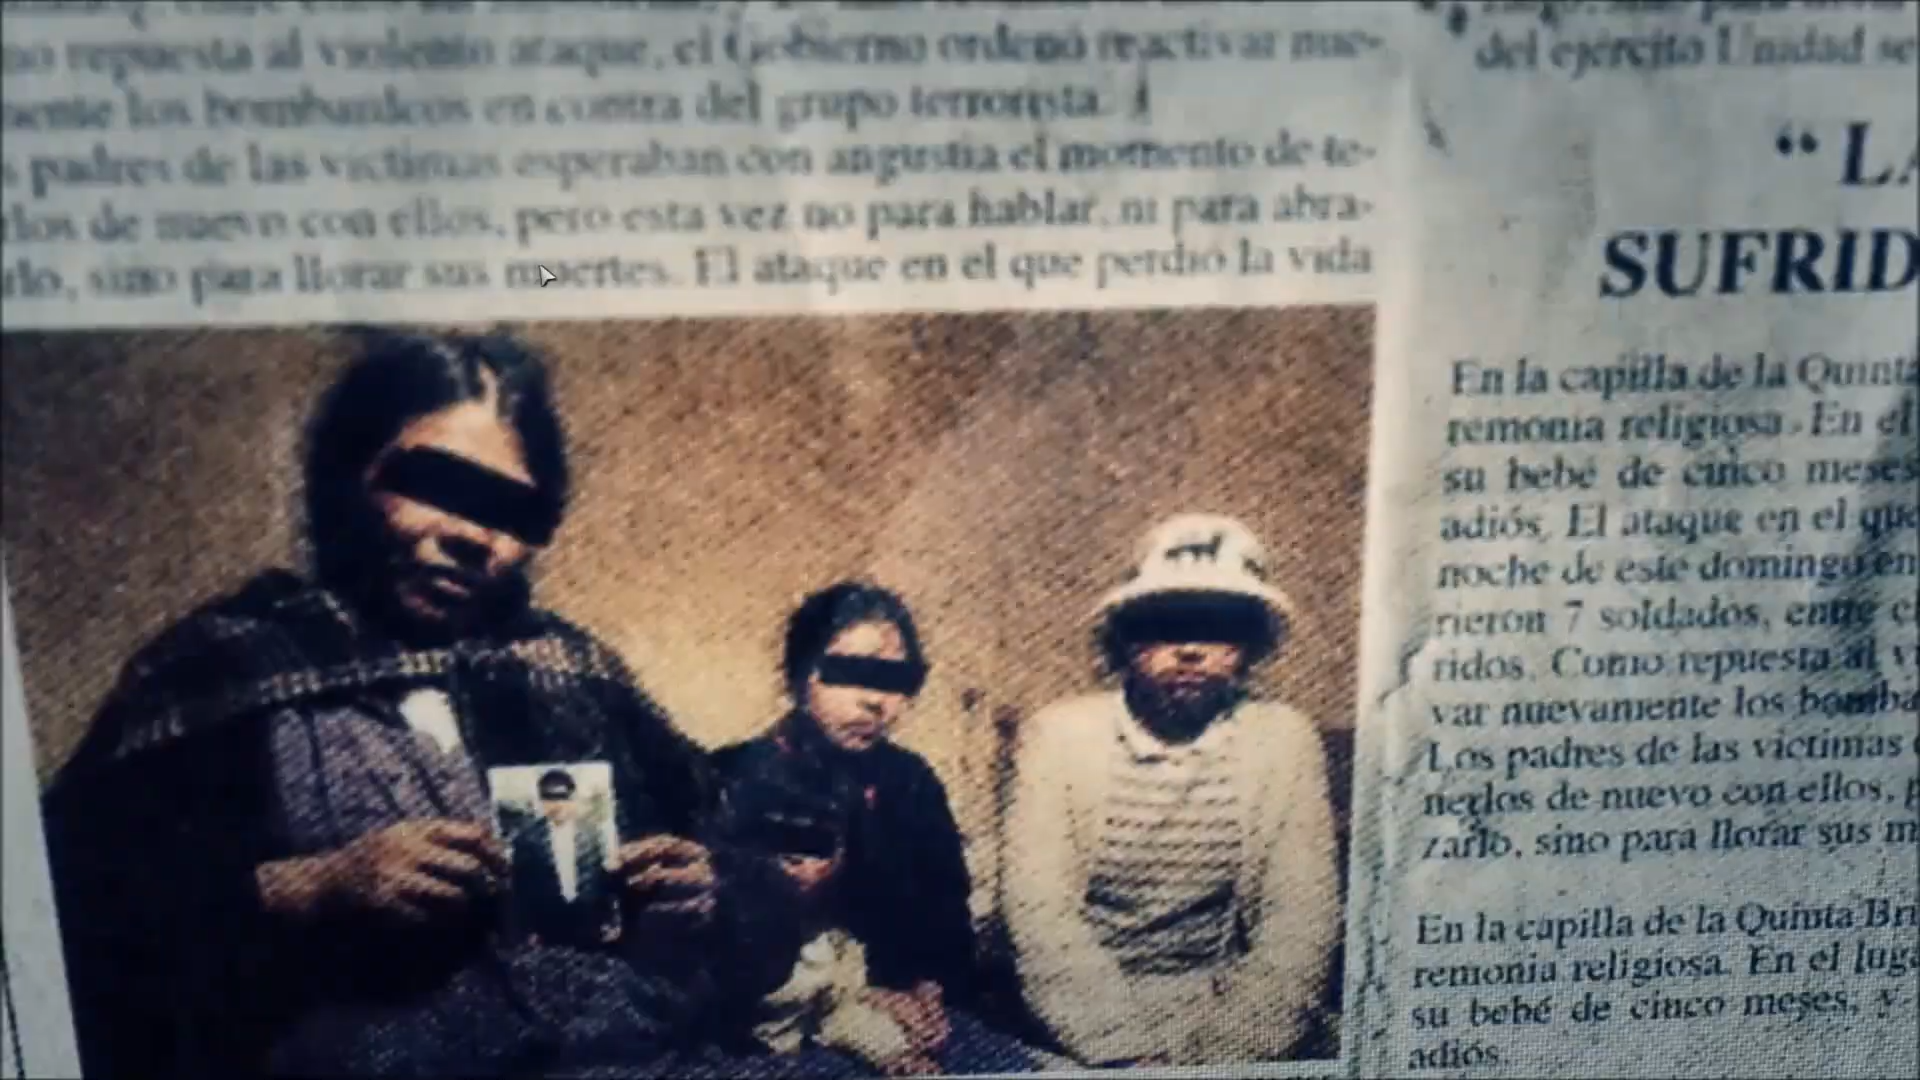 repuesta al violento ataque, el Gobierno ordenó reactivar nue-
mente los bombardeos en contra del grupo terrorista.
padres de las víctimas esperaban con angustia el momento de te-
los de nuevo con ellos, pero esta vez no para hablar, ni para abra-
rlo, sino para llorar sus muertes. El ataque en el que perdió la vida
del ejército Unidad se
“ LA
SUFRID
En la capilla de la Quinta
remonia religiosa. En el
su bebé de cinco meses
adiós. El ataque en el que
noche de este domingo en
rieron 7 soldados, entre e
ridos. Como repuesta al v
var nuevamente los bomba
Los padres de las víctimas
nerlos de nuevo con ellos, p
zarlo, sino para llorar sus m
En la capilla de la Quinta Bri
remonia religiosa. En el luga
su bebé de cinco meses, y
adiós.